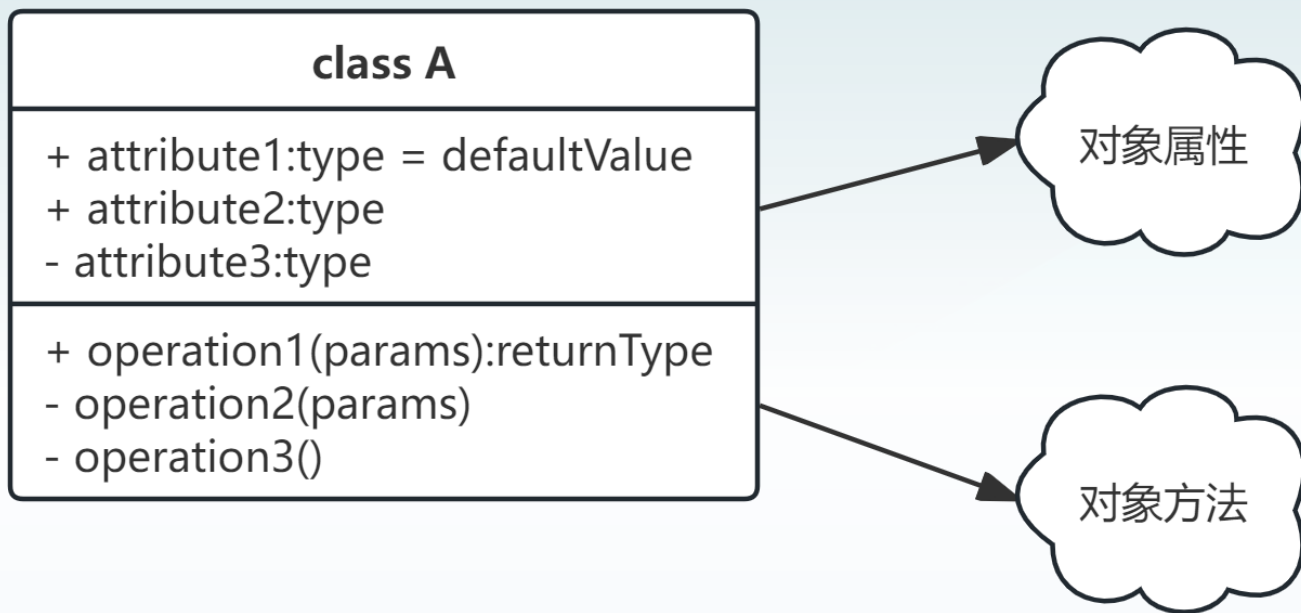 class A
+ attribute1:type = defaultValue
+ attribute2:type
- attribute3:type
+ operation1(params):returnType
- operation2(params)
- operation3()
对象属性
对象方法